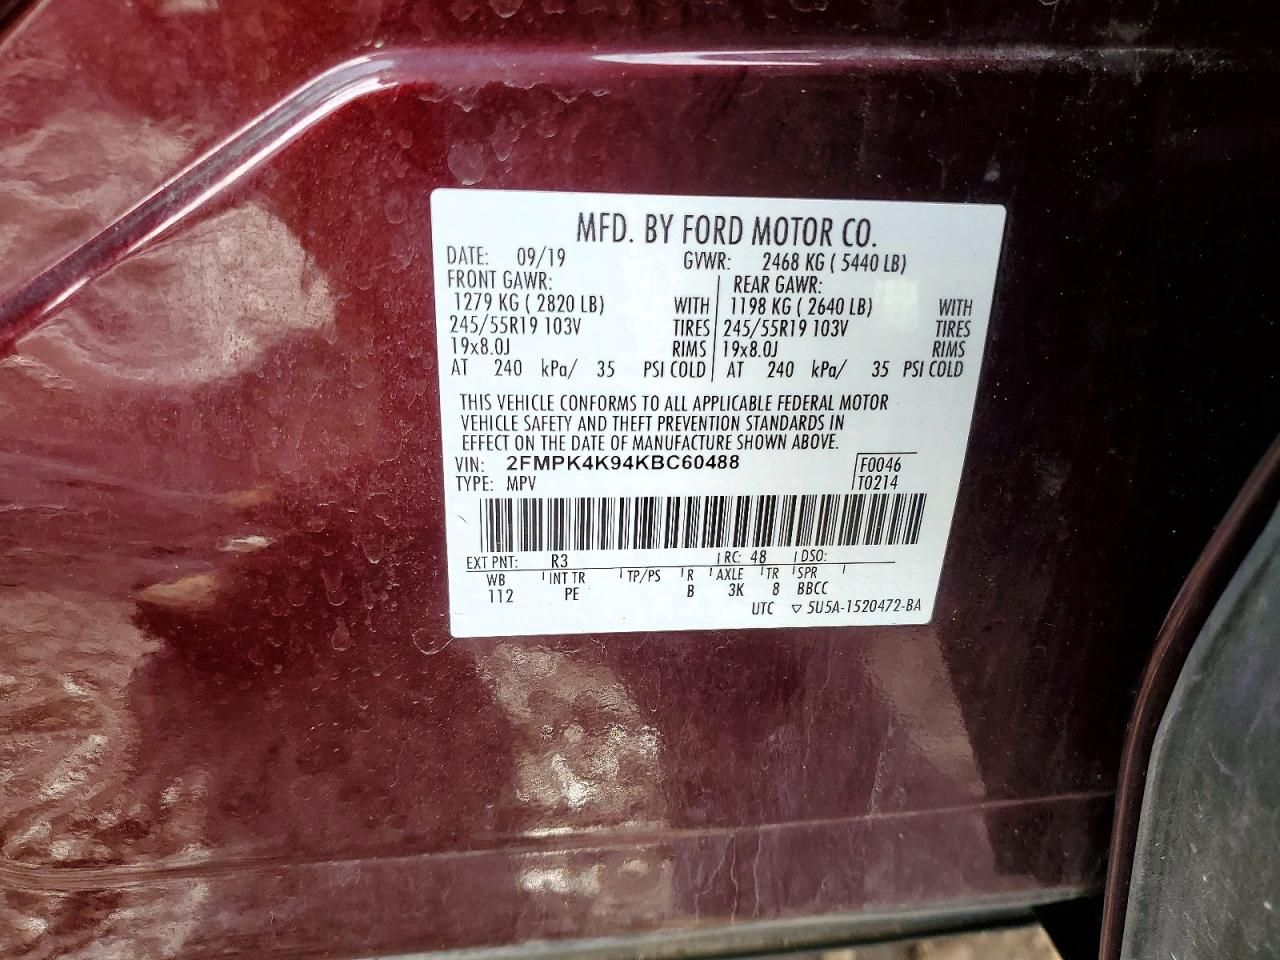 MFD. BY FORD MOTOR CO.
DATE: 09/19 GVWR: 2468 KG ( 5440 LB)
FRONT GAWR: REAR GAWR:
1279 KG ( 2820 LB) WITH 1198 KG ( 2640 LB) WITH
245/55R19 103V TIRES 245/55R19 103V TIRES
19x8.0J RIMS 19x8.0J RIMS
AT 240 kPa/ 35 PSI COLD AT 240 kPa/ 35 PSI COLD
THIS VEHICLE CONFORMS TO ALL APPLICABLE FEDERAL MOTOR
VEHICLE SAFETY AND THEFT PREVENTION STANDARDS IN
EFFECT ON THE DATE OF MANUFACTURE SHOWN ABOVE.
VIN: 2FMPK4K94KBC60488 F0046
TYPE: MPV T0214
EXT PNT: R3 RC: 48 DSO:
WB INT TR TP/PS R AXLE TR SPR
112 PE B 3K 8 BBCC
UTC ▽ 5U5A-1520472-BA